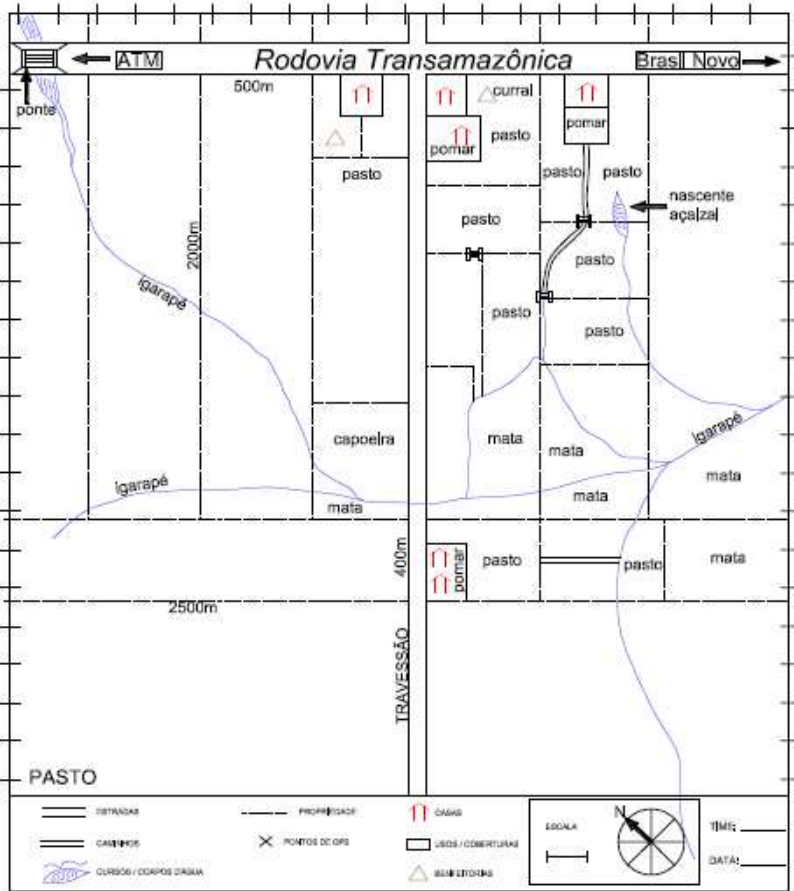 ATM Rodovia Transamazônica Brasil Novo
ponte
500m
curral
pomar
pomar
pasto
pasto
pasto
pasto
nascente
açaizal
pasto
2000m
pasto
igarapé
pasto
pasto
capoeira
mata
mata
igarapé
mata
igarapé
mata
mata
400m
pomar
pasto
pasto
mata
2500m
TRAVESSÃO
PASTO
ESTRADAS
PROPRIEDADE
CASAS
ESCALA
N
TIME:
CAMINHOS
PONTOS DE GPS
USOS / COBERTURAS
DATA:
CURSOS / CORPOS D'AGUA
BENFEITORIAS